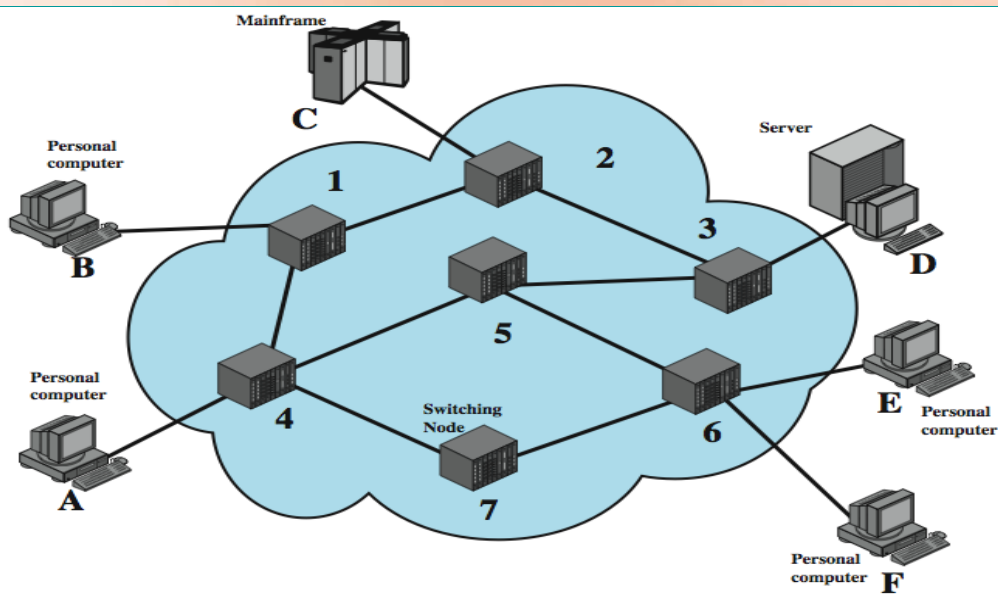 Mainframe
C
2
Server
Personal
computer
1
3
B
D
5
Personal
computer
4
Switching
Node
6
E
Personal
computer
A
7
Personal
computer
F